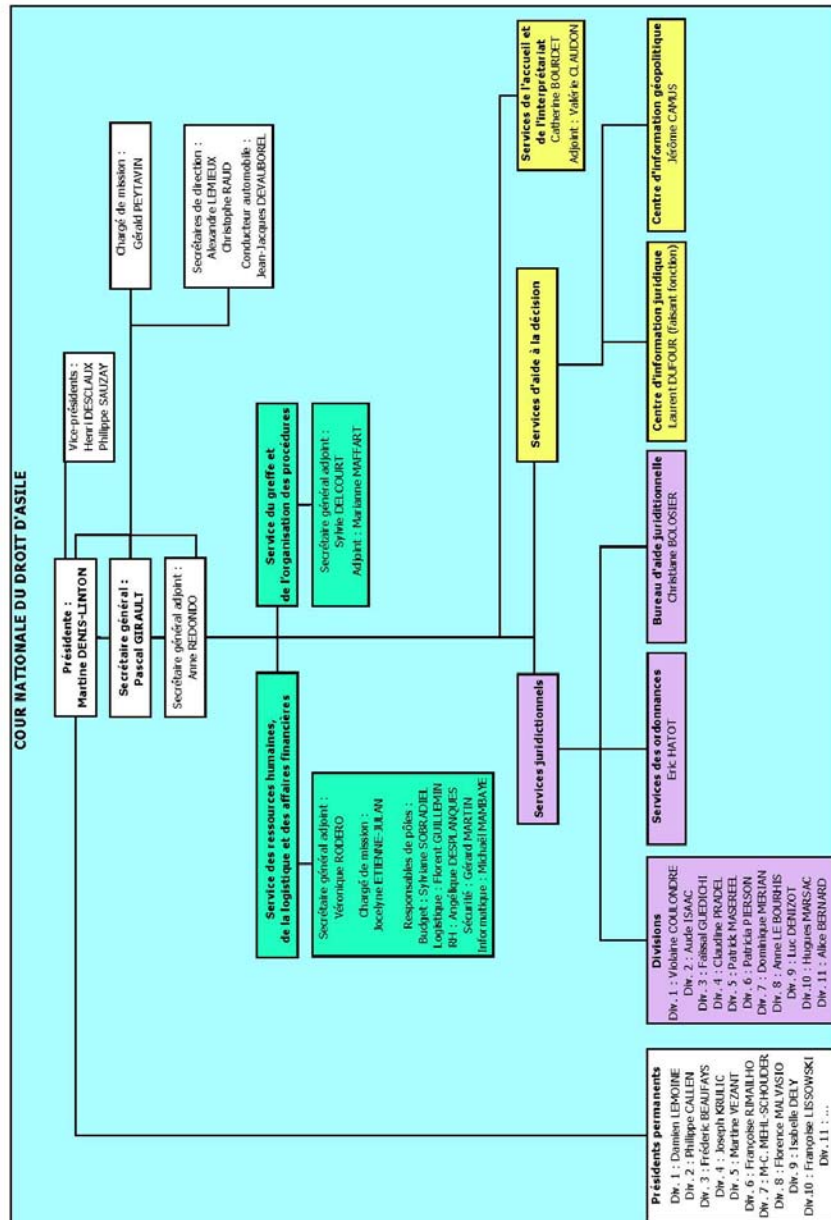 COUR NATIONALE DU DROIT D'ASILE
Présidente :
Martine DENIS-LINTON
Vice-présidents :
Henri DESCLAUX
Philippe SAUZAY
Secrétaire général :
Pascal GIRAULT
Secrétaire général adjoint :
Anne REDONDO
Chargé de mission :
Gérald PEYTAVIN
Secrétaires de direction :
Alexandre LEMIEUX
Christophe RAUD
Conducteur automobile :
Jean-Jacques DEVAUBOREL
Service des ressources humaines,
de la logistique et des affaires financières
Secrétaire général adjoint :
Véronique RODERO
Chargé de mission :
Jocelyne ETIENNE-JULAN
Responsables de pôles :
Budget : Sylviane SOBRADIEL
Logistique : Florent GUILLEMIN
RH : Angélique DESPLANQUES
Sécurité : Gérard MARTIN
Informatique : Michaël MAMBAYE
Service du greffe et
de l'organisation des procédures
Secrétaire général adjoint :
Sylvie DELCOURT
Adjoint : Marianne MAFFART
Services juridictionnels
Services d'aide à la décision
Services de l'accueil et
de l'interprétariat
Catherine BOURDET
Adjoint : Valérie CLAUDON
Présidents permanents
Div. 1 : Damien LEMOINE
Div. 2 : Philippe CALLEN
Div. 3 : Fréderic BEAUFAYS
Div. 4 : Joseph KRULIC
Div. 5 : Martine VEZANT
Div. 6 : Françoise RIMAILHO
Div. 7 : M-C. MEHL-SCHOUDER
Div. 8 : Florence MALVASIO
Div. 9 : Isabelle DELY
Div.10 : Françoise LISSOWSKI
Div. 11 : ...
Divisions
Div. 1 : Violaine COULONDRE
Div. 2 : Aude ISAAC
Div. 3 : Faïssal GUEDICHI
Div. 4 : Claudine PRADEL
Div. 5 : Patrick MASEREEL
Div. 6 : Patricia PIERSON
Div. 7 : Dominique MERIAN
Div. 8 : Anne LE BOURHIS
Div. 9 : Luc DENIZOT
Div. 10 : Hugues MARSAC
Div. 11 : Alice BERNARD
Services des ordonnances
Eric HATOT
Bureau d'aide juriditionnelle
Christiane BOLOSIER
Centre d'information juridique
Laurent DUFOUR (faisant fonction)
Centre d'information géopolitique
Jérôme CAMUS